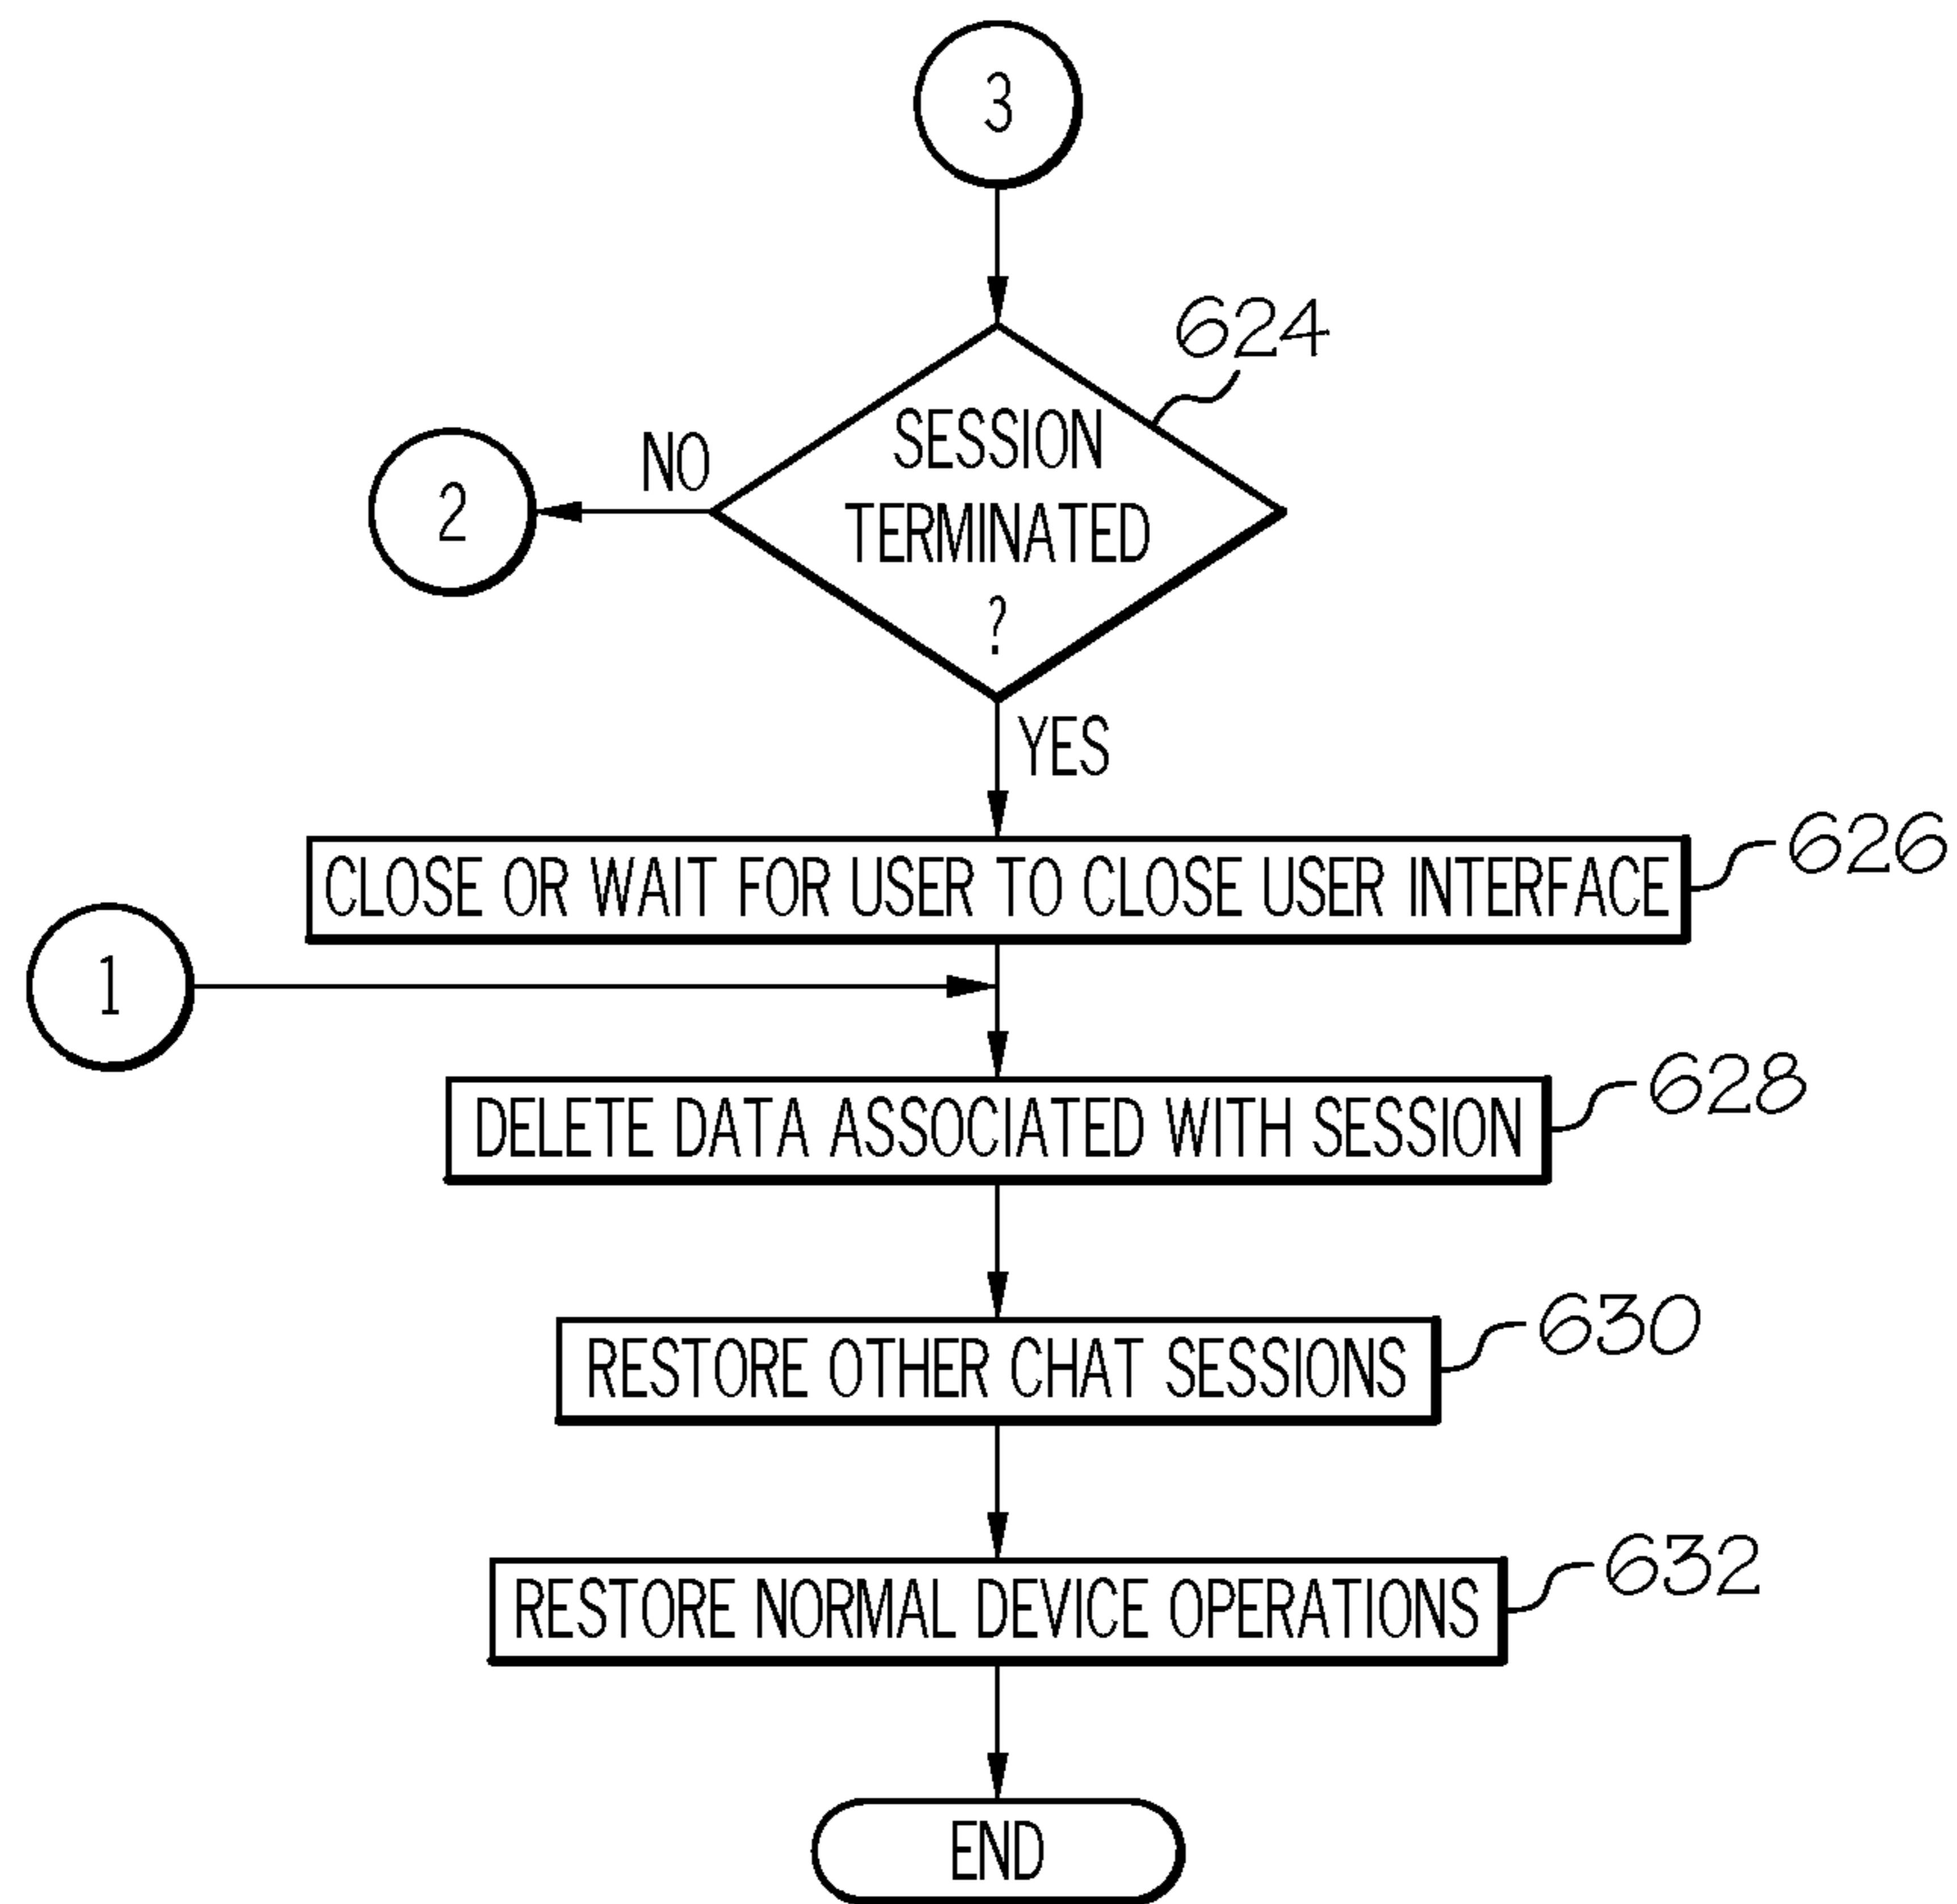 3
624
SESSION
TERMINATED
?
NO
2
YES
CLOSE OR WAIT FOR USER TO CLOSE USER INTERFACE
626
1
DELETE DATA ASSOCIATED WITH SESSION
628
RESTORE OTHER CHAT SESSIONS
630
RESTORE NORMAL DEVICE OPERATIONS
632
END